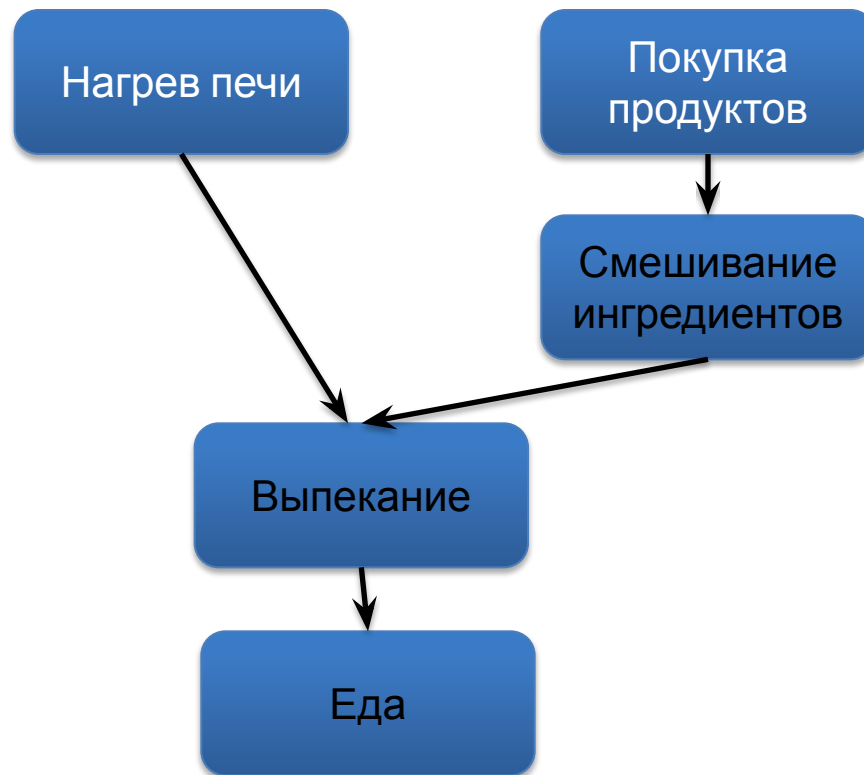 Нагрев печи
Покупка
продуктов
Смешивание
ингредиентов
Выпекание
Еда